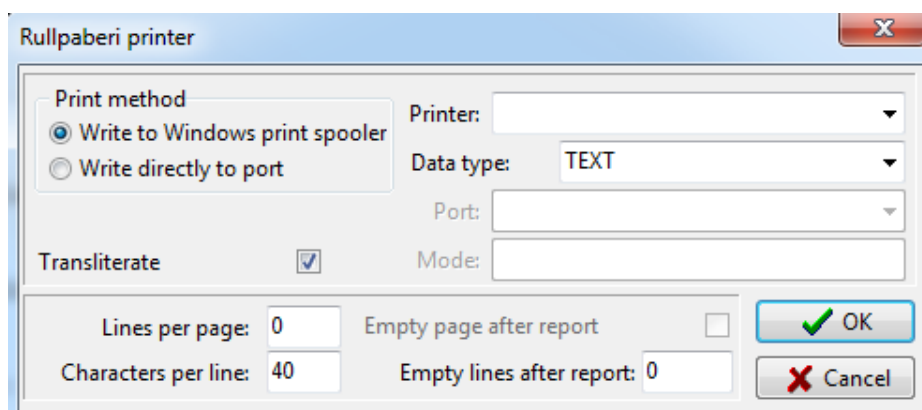 Rullpaberi printer
Print method
Write to Windows print spooler
Write directly to port
Printer:
Data type: TEXT
Port:
Transliterate
Mode:
Lines per page: 0
Empty page after report
OK
Characters per line: 40
Empty lines after report: 0
Cancel